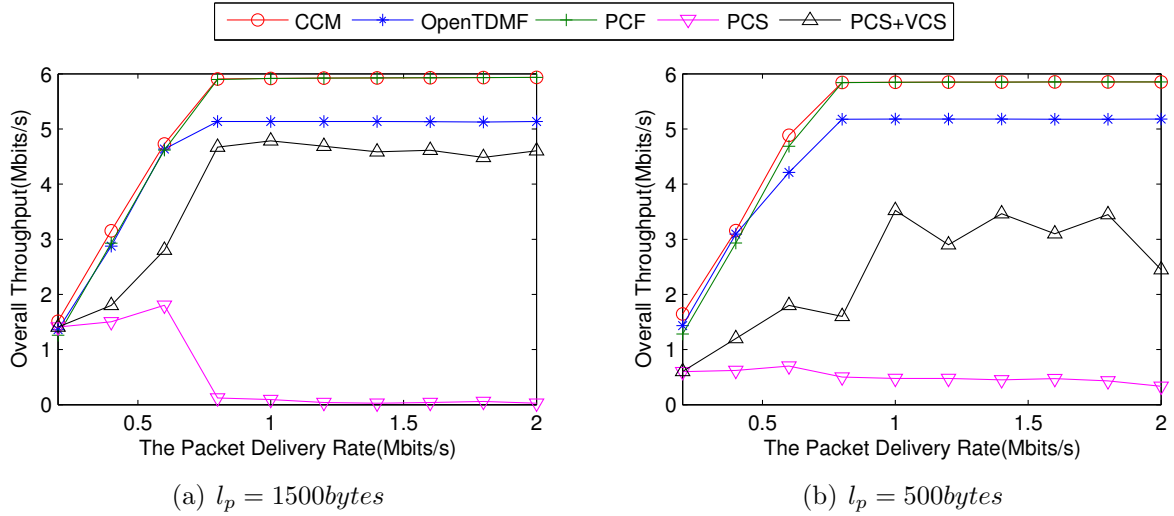 CCM OpenTDMF PCF PCS PCS+VCS
Overall Throughput(Mbits/s)
6
5
4
3
2
1
0
0.5 1 1.5 2
The Packet Delivery Rate(Mbits/s)
(a) l_p = 1500bytes
Overall Throughput(Mbits/s)
6
5
4
3
2
1
0
0.5 1 1.5 2
The Packet Delivery Rate(Mbits/s)
(b) l_p = 500bytes